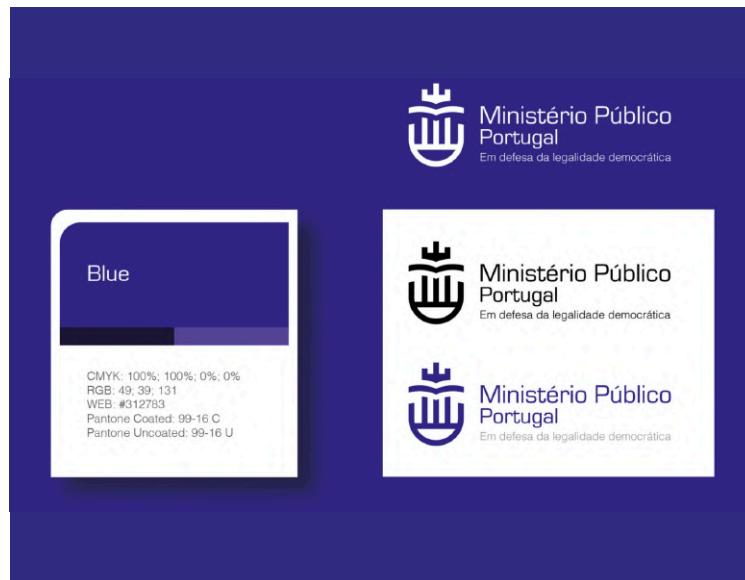 Ministério Público
Portugal
Em defesa da legalidade democrática
Blue
CMYK: 100%; 100%; 0%; 0%
RGB: 49; 39; 131
WEB: #312783
Pantone Coated: 99-16 C
Pantone Uncoated: 99-16 U
Ministério Público
Portugal
Em defesa da legalidade democrática
Ministério Público
Portugal
Em defesa da legalidade democrática